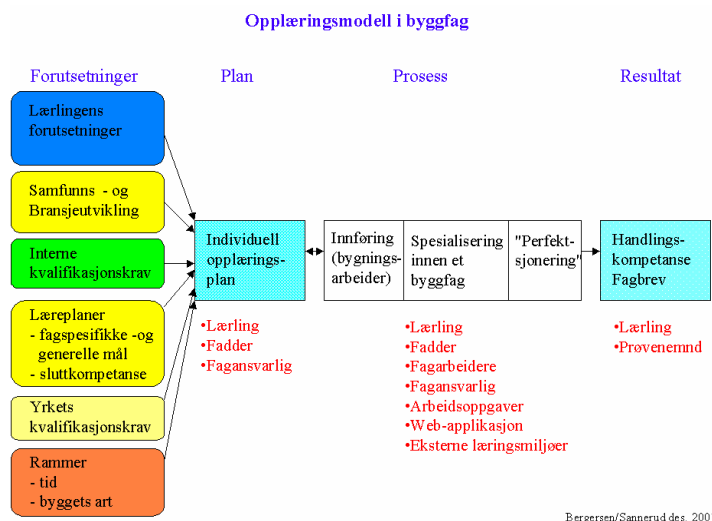 Opplæringsmodell i byggfag
Forutsetninger
Plan
Prosess
Resultat
Lærlingens
forutsetninger
Samfunns - og
Bransjeutvikling
Interne
kvalifikasjonskrav
Læreplaner
- fagspesifikke -og
generelle mål
- sluttkompetanse
Yrkets
kvalifikasjonskrav
Rammer
- tid
- byggets art
Individuell
opplærings-
plan
•Lærling
•Fadder
•Fagansvarlig
Innføring
(bygnings-
arbeider)
Spesialisering
innen et
byggfag
"Perfekt-
sjonering"
•Lærling
•Fadder
•Fagarbeidere
•Fagansvarlig
•Arbeidsoppgaver
•Web-applikasjon
•Eksterne læringsmiljøer
Handlings-
kompetanse
Fagbrev
•Lærling
•Prøvenemnd
Bergersen/Sannerud des.